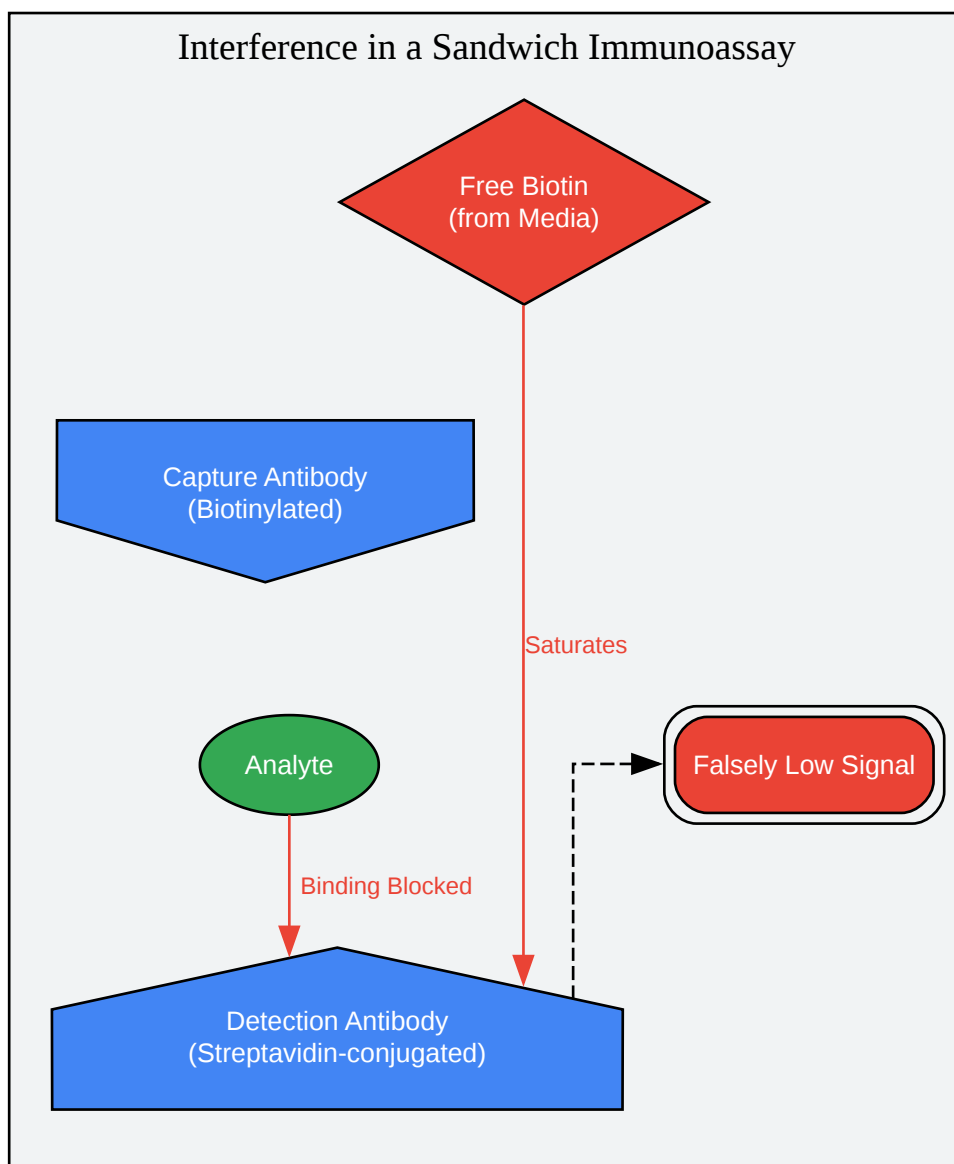 Interference in a Sandwich Immunoassay
Free Biotin
(from Media)
Capture Antibody
(Biotinylated)
Saturates
Analyte
Falsely Low Signal
Binding Blocked
Detection Antibody
(Streptavidin-conjugated)